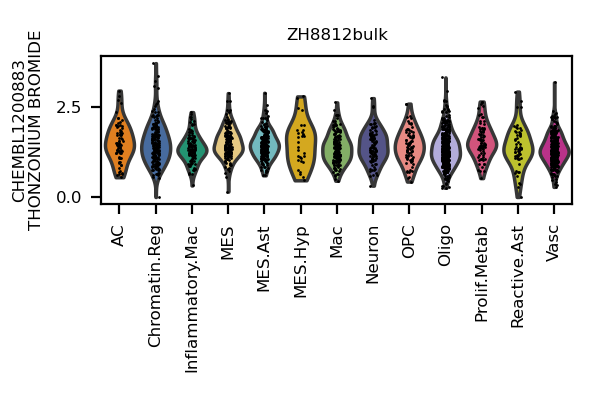 ZH8812bulk
CHEMBL1200883
THONZONIUM BROMIDE
2.5
0.0
AC
Chromatin.Reg
Inflammatory.Mac
MES
MES.Ast
MES.Hyp
Mac
Neuron
OPC
Oligo
Prolif.Metab
Reactive.Ast
Vasc